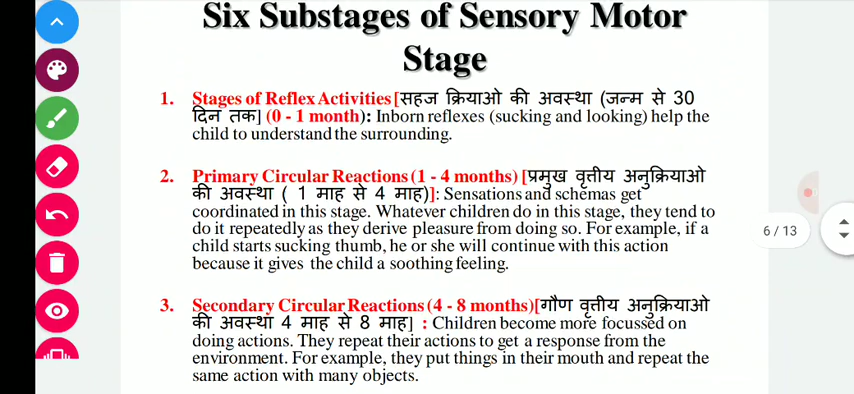 Six Substages of Sensory Motor
Stage
1. Stages of Reflex Activities [सहज क्रियाओ की अवस्था (जन्म से 30
दिन तक] (0 - 1 month): Inborn reflexes (sucking and looking) help the
child to understand the surrounding.
2. Primary Circular Reactions (1 - 4 months) [प्रमुख वृत्तीय अनुक्रियाओ
की अवस्था ( 1 माह से 4 माह)]: Sensations and schemas get
coordinated in this stage. Whatever children do in this stage, they tend to
do it repeatedly as they derive pleasure from doing so. For example, if a
child starts sucking thumb, he or she will continue with this action
because it gives the child a soothing feeling.
6 / 13
3. Secondary Circular Reactions (4 - 8 months)[गौण वृत्तीय अनुक्रियाओ
की अवस्था 4 माह से 8 माह] : Children become more focussed on
doing actions. They repeat their actions to get a response from the
environment. For example, they put things in their mouth and repeat the
same action with many objects.